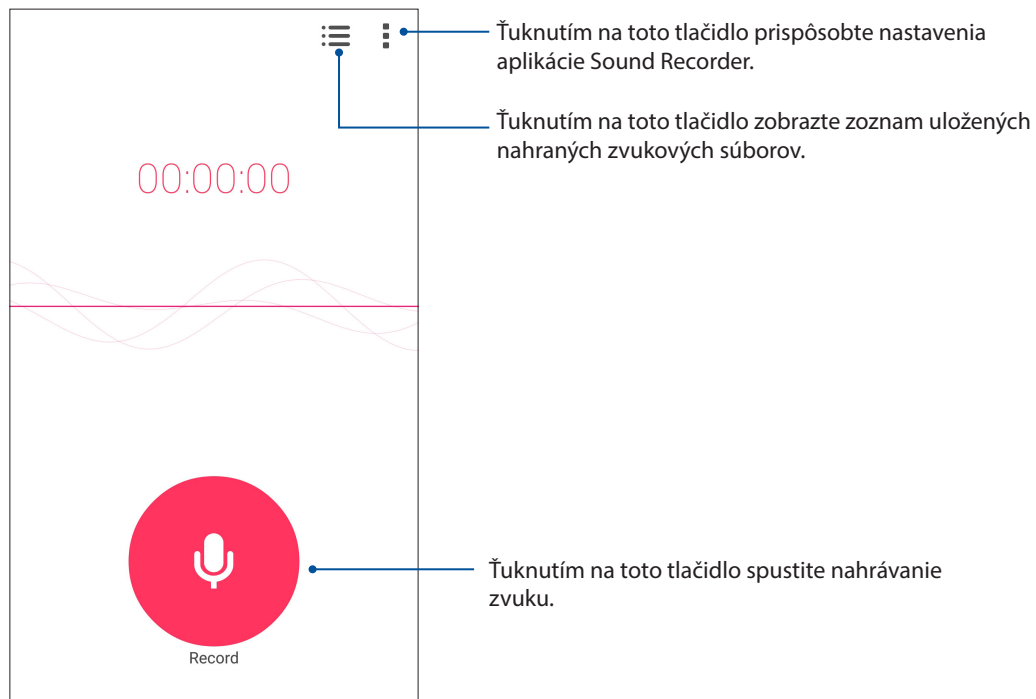 Ťuknutím na toto tlačidlo prispôsobte nastavenia
aplikácie Sound Recorder.
Ťuknutím na toto tlačidlo zobrazte zoznam uložených
nahraných zvukových súborov.
00:00:00
Ťuknutím na toto tlačidlo spustite nahrávanie
zvuku.
Record